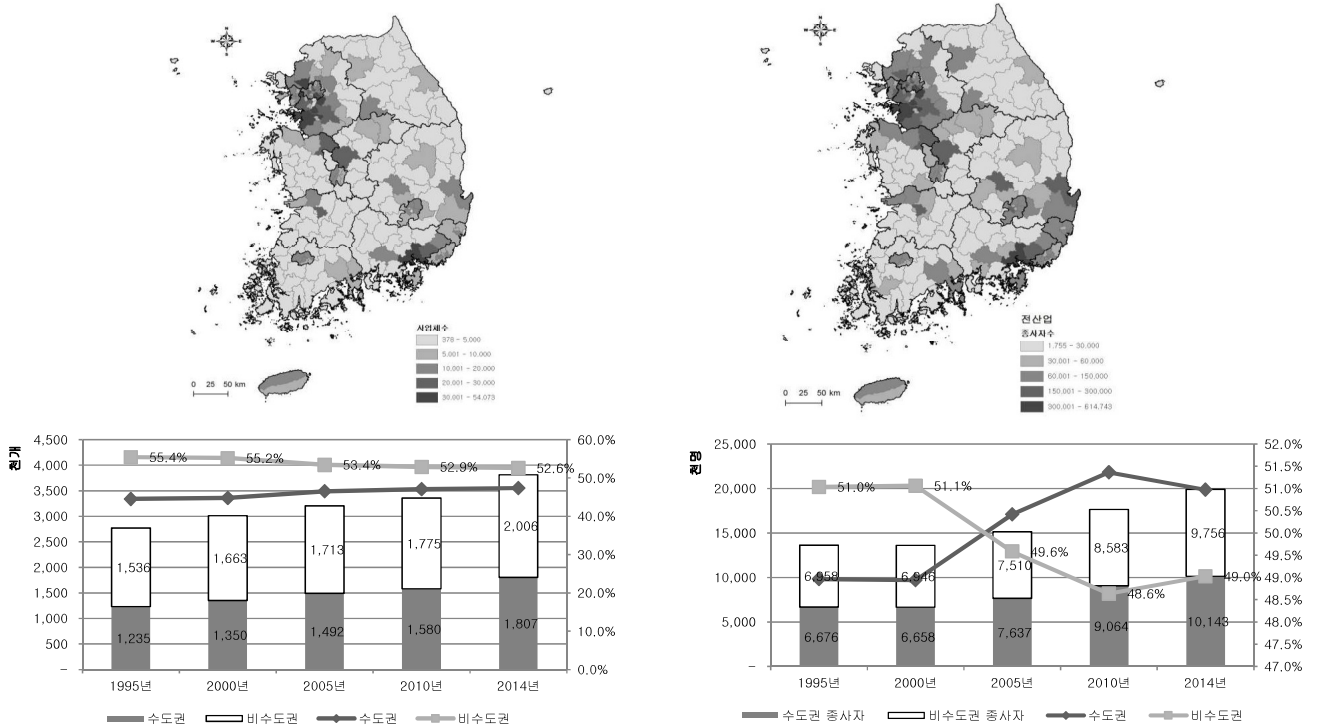 N
W E
S
사업체수
378 - 5,000
5,001 - 10,000
10,001 - 20,000
20,001 - 30,000
30,001 - 54,073
0 25 50 km
N
W E
S
전산업
종사자수
1,755 - 30,000
30,001 - 60,000
60,001 - 150,000
150,001 - 300,000
300,001 - 614,743
0 25 50 km
천개
4,500
4,000
3,500
3,000
2,500
2,000
1,500
1,000
500
-
60.0%
50.0%
40.0%
30.0%
20.0%
10.0%
0.0%
55.4% 55.2% 53.4% 52.9% 52.6%
1,536 1,663 1,713 1,775 2,006
1,235 1,350 1,492 1,580 1,807
1995년 2000년 2005년 2010년 2014년
수도권 비수도권 수도권 비수도권
천명
25,000
20,000
15,000
10,000
5,000
-
52.0%
51.5%
51.0%
50.5%
50.0%
49.5%
49.0%
48.5%
48.0%
47.5%
47.0%
51.0% 51.1% 49.6% 48.6% 49.0%
6,958 6,946 7,510 8,583 9,756
6,676 6,658 7,637 9,064 10,143
1995년 2000년 2005년 2010년 2014년
수도권 종사자 비수도권 종사자 수도권 비수도권